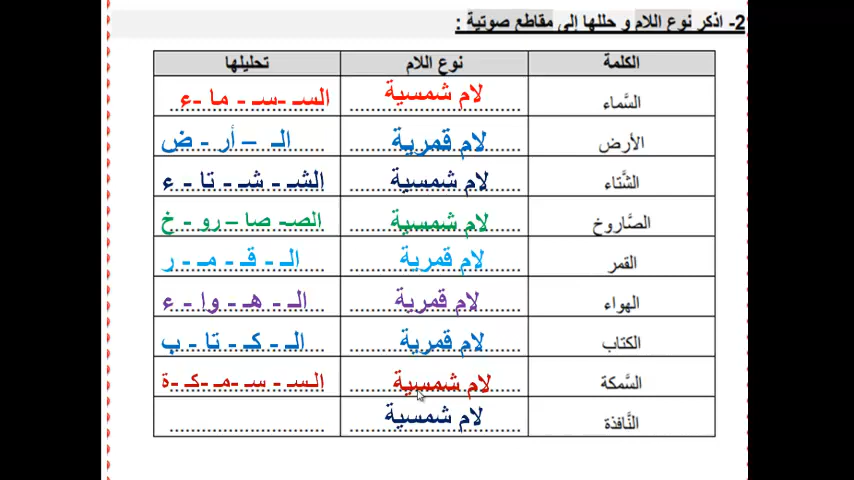 2- اذكر نوع اللام و حللها إلى مقاطع صوتية :
الكلمة نوع اللام تحليلها
السَّماء لام شمسية السـ -سـ - ما -ء
الأرض لام قمرية الـ – أر - ض
الشَّتاء لام شمسية الشـ - شـ - تا - ء
الصَّاروخ لام شمسية الصـ- صا – رو - خ
القمر لام قمرية الـ - قـ - مـ - ر
الهواء لام قمرية الـ - هـ - وا - ء
الكتاب لام قمرية الـ - كـ - تا - ب
السَّمكة لام شمسية السـ - سـ -مـ -كـ -ة
النَّافذة لام شمسية